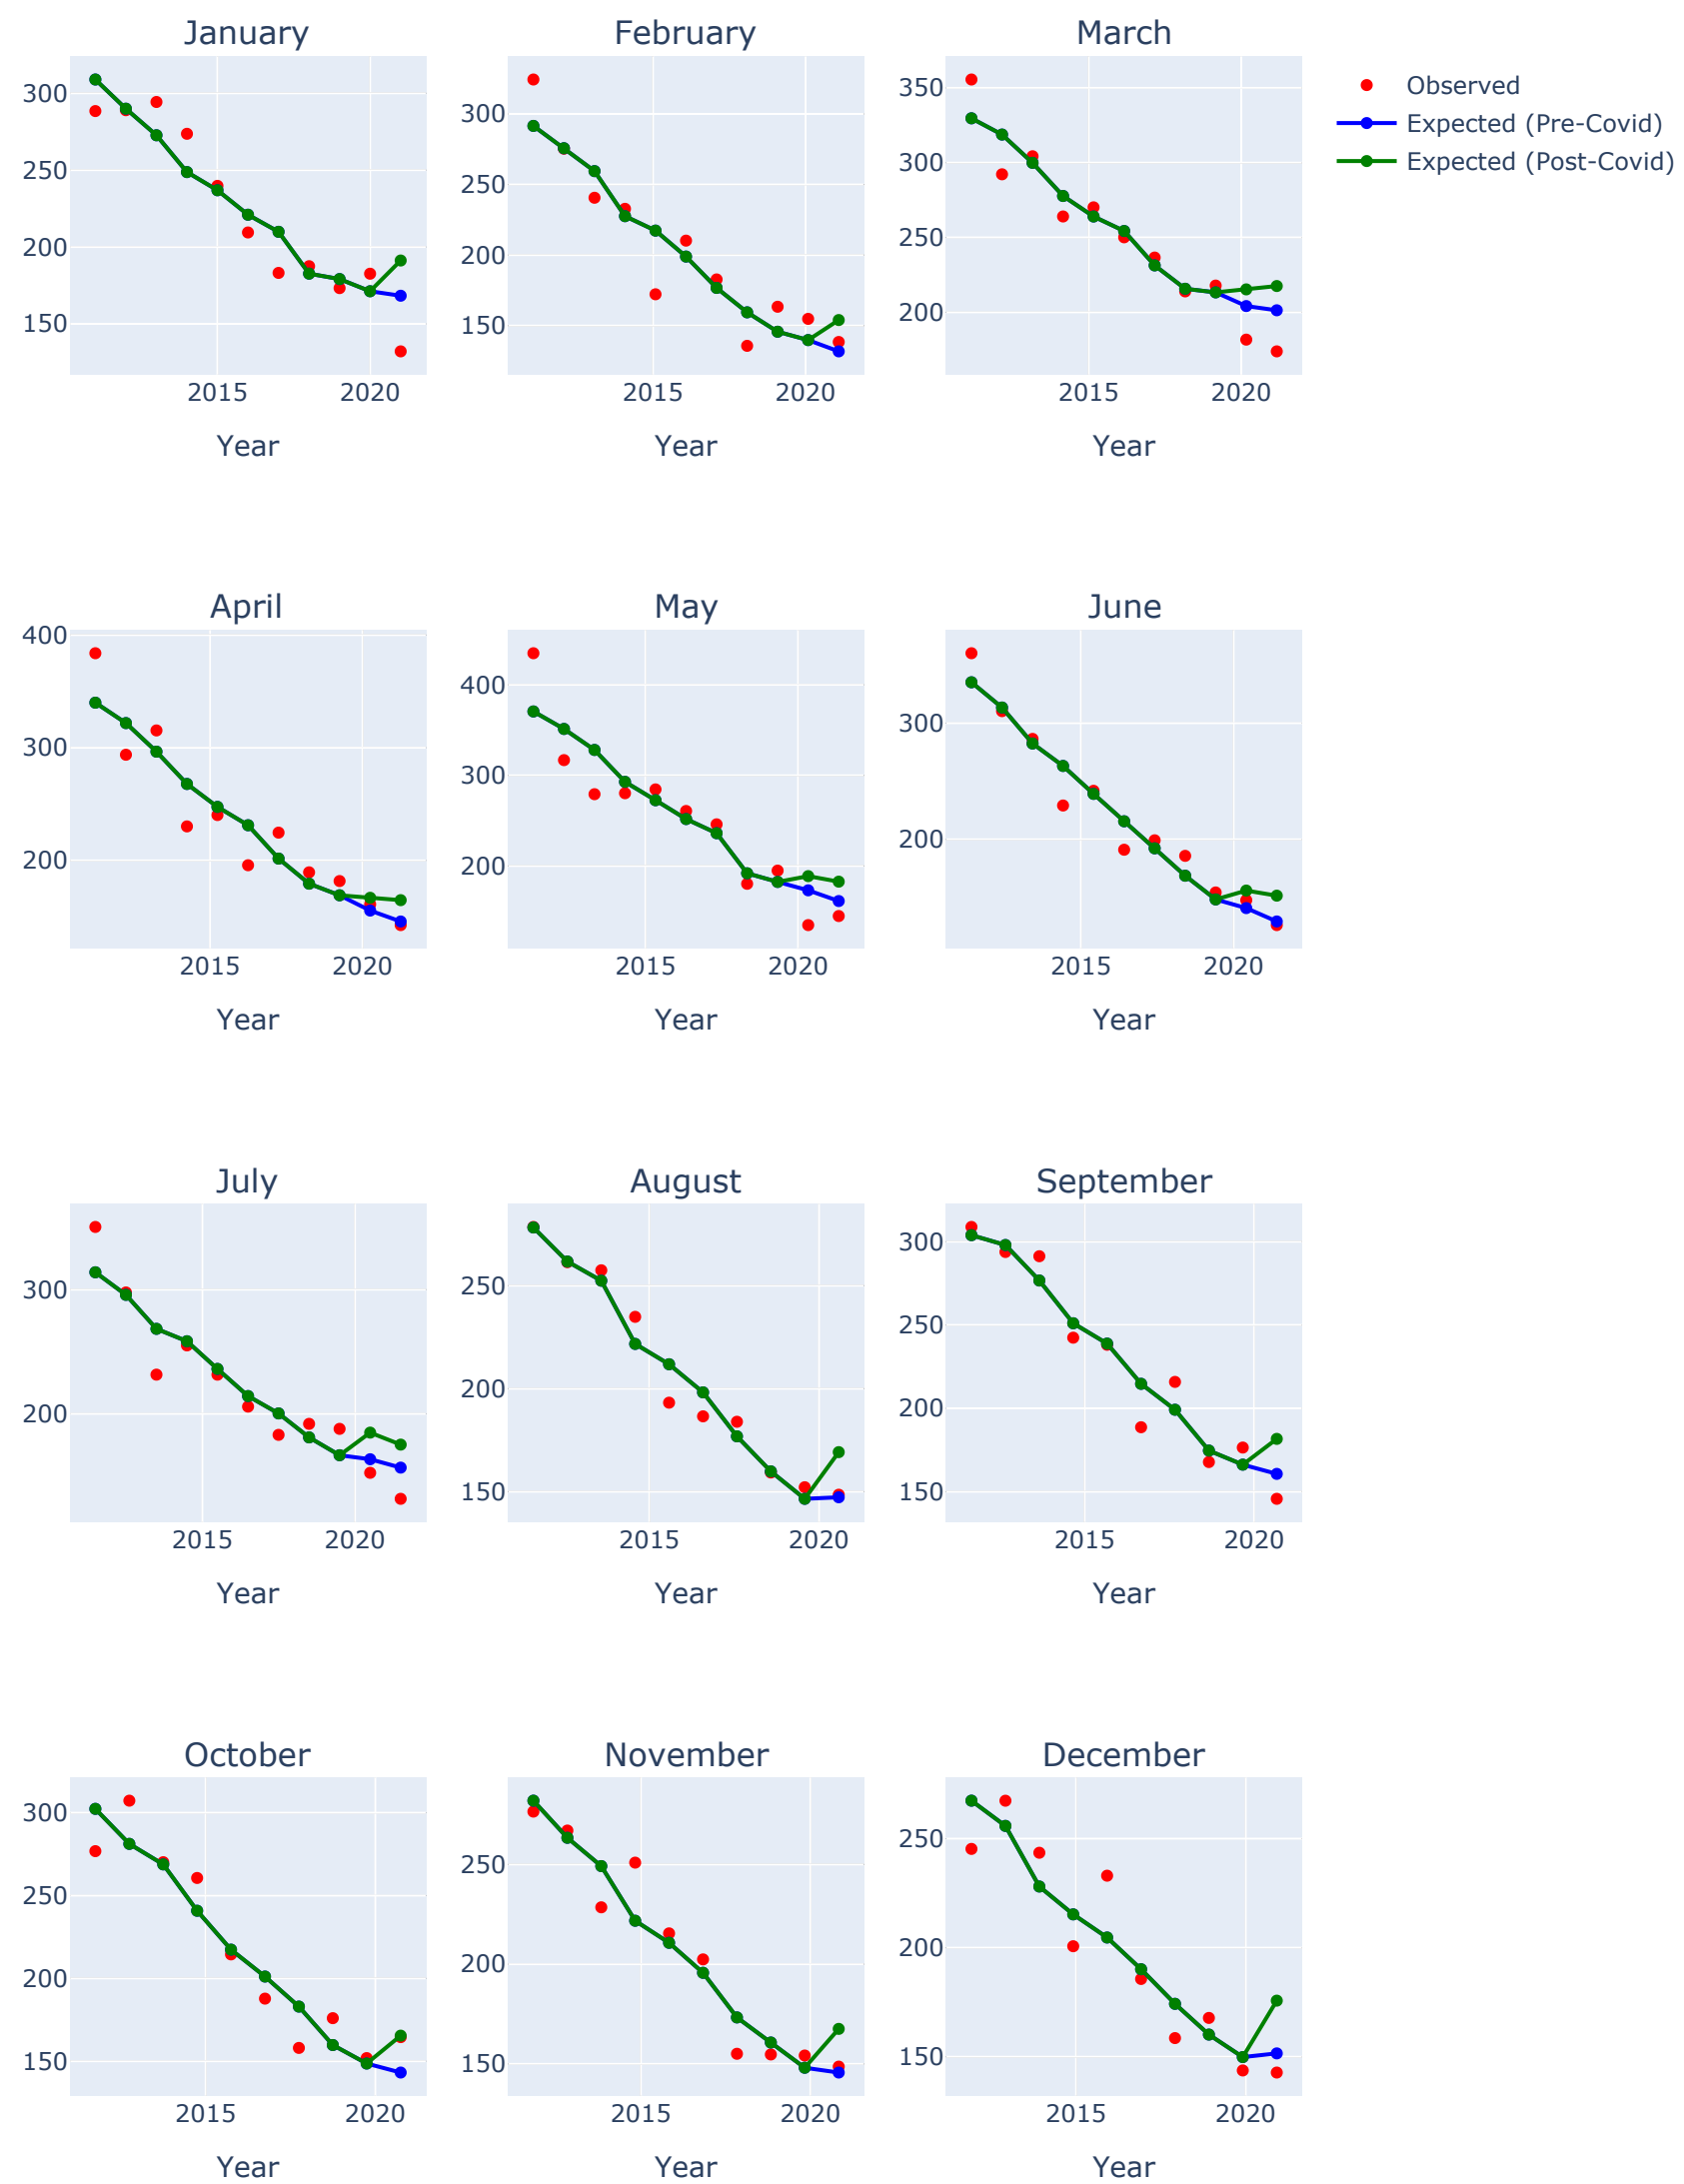 January
February
March
300
250
200
150
2015
2020
Year
300
250
200
150
2015
2020
Year
350
300
250
200
2015
2020
Year
Observed
Expected (Pre-Covid)
Expected (Post-Covid)
April
May
June
400
300
200
2015
2020
Year
400
300
200
2015
2020
Year
300
200
2015
2020
Year
July
August
September
300
200
2015
2020
Year
250
200
150
2015
2020
Year
300
250
200
150
2015
2020
Year
October
November
December
300
250
200
150
2015
2020
Year
250
200
150
2015
2020
Year
250
200
150
2015
2020
Year